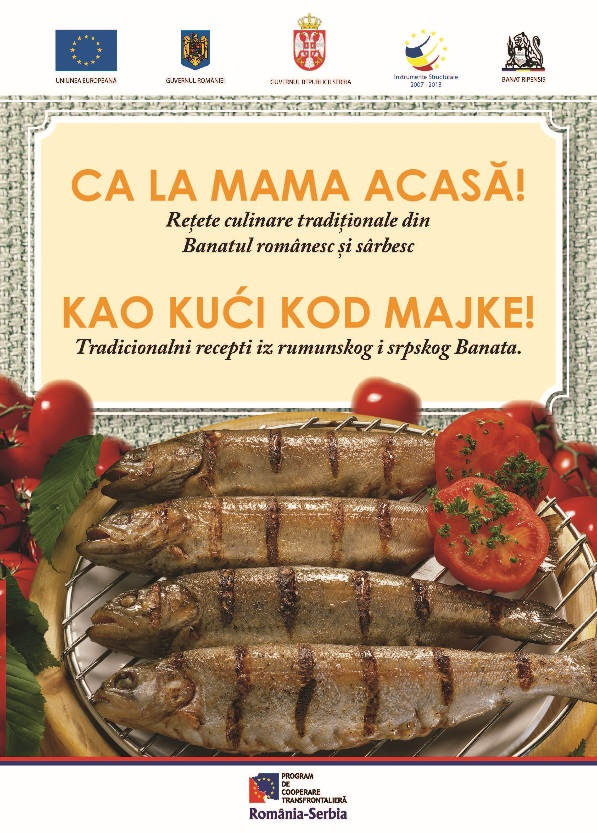 UNIUNEA EUROPEANĂ
GUVERNUL ROMÂNIEI
GUVERNUL REPUBLICII SERBIA
Instrumente Structurale
2007 - 2013
BANAT RIPENSIS
CA LA MAMA ACASĂ!
Rețete culinare tradiționale din
Banatul românesc și sârbesc
KAO KUĆI KOD MAJKE!
Tradicionalni recepti iz rumunskog i srpskog Banata.
PROGRAM
DE
COOPERARE
TRANSFRONTALIERĂ
România-Serbia